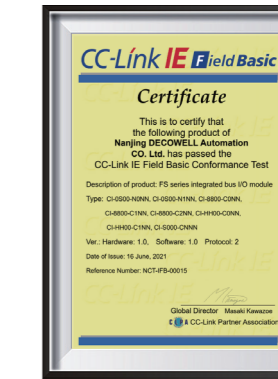 CC-Link IE Field Basic
Certificate
This is to certify that
the following product of
Nanjing DECOWELL Automation
CO. Ltd. has passed the
CC-Link IE Field Basic Conformance Test
Description of product: FS series integrated bus I/O module
Type: CI-0S00-N0NN, CI-0S00-N1NN, CI-8800-C0NN,
CI-8800-C1NN, CI-8800-C2NN, CI-HH00-C0NN,
CI-HH00-C1NN, CI-S000-CNNN
Ver.: Hardware: 1.0, Software: 1.0 Protocol: 2
Date of Issue: 16 June, 2021
Reference Number: NCT-IFB-00015
Global Director Masaki Kawazoe
CLPA CC-Link Partner Association